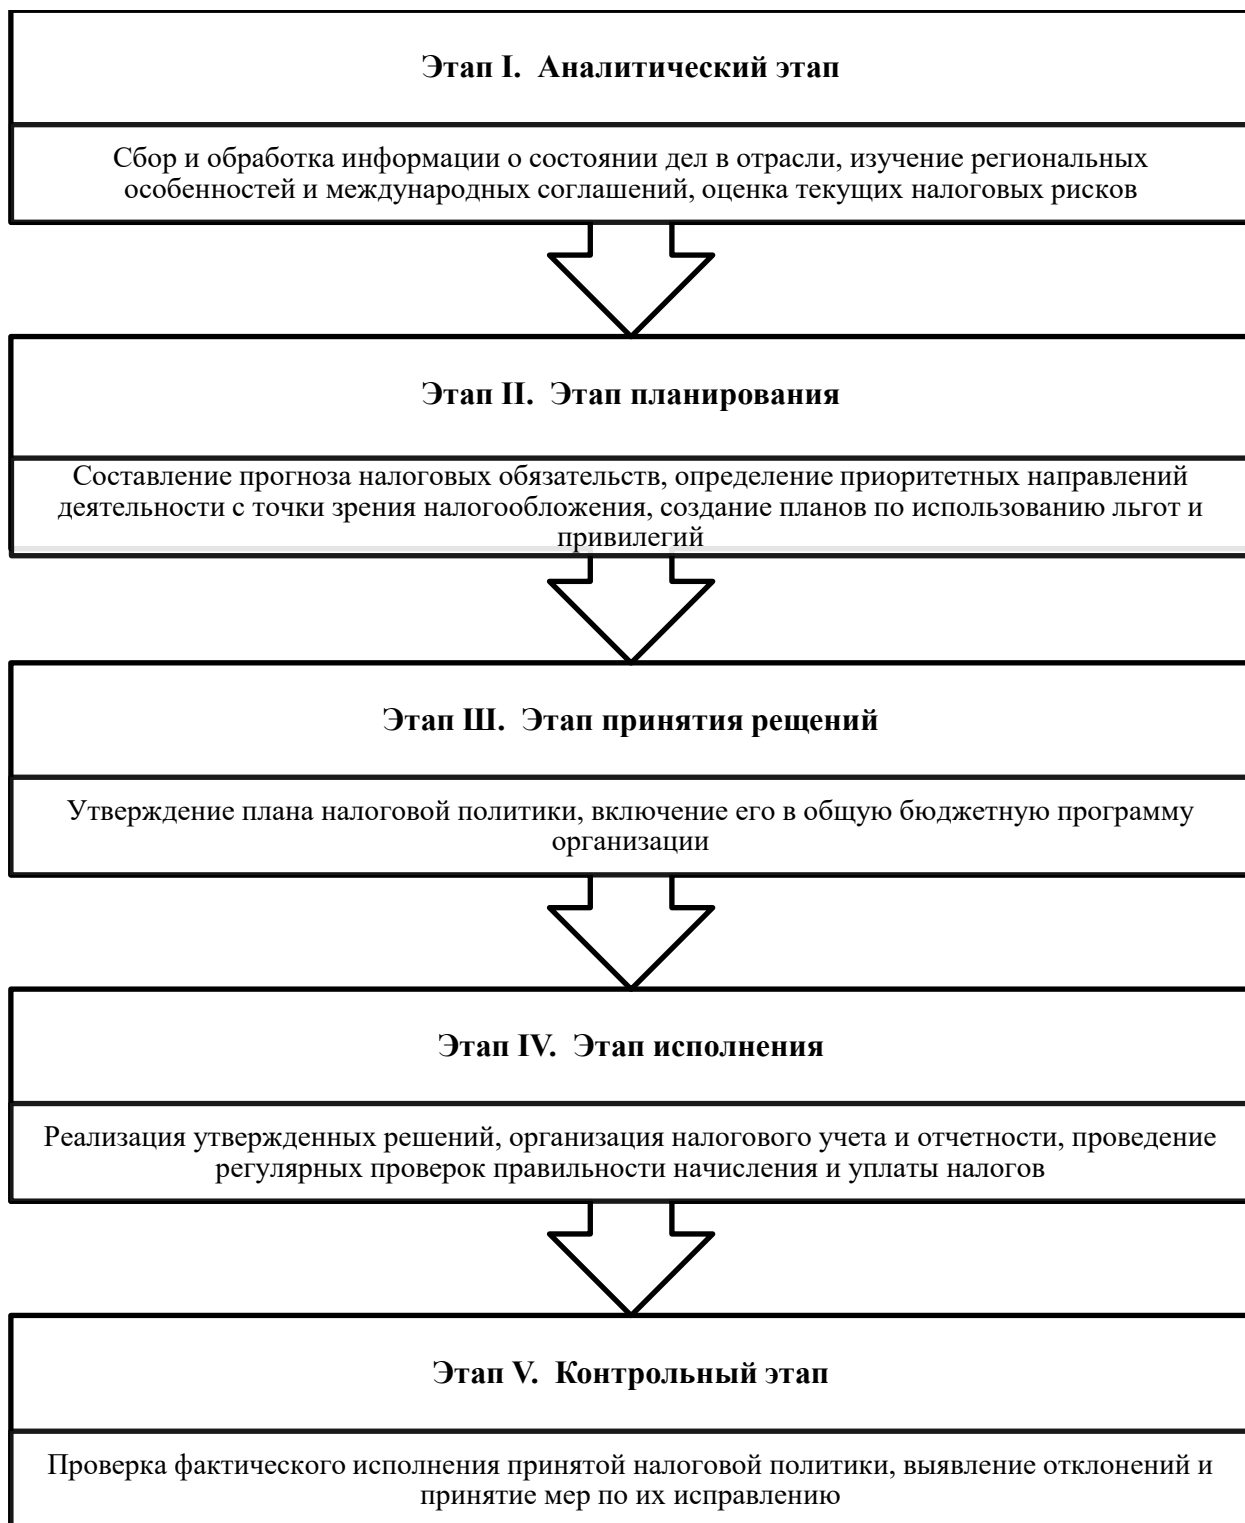 Этап I. Аналитический этап
Сбор и обработка информации о состоянии дел в отрасли, изучение региональных
особенностей и международных соглашений, оценка текущих налоговых рисков
Этап II. Этап планирования
Составление прогноза налоговых обязательств, определение приоритетных направлений
деятельности с точки зрения налогообложения, создание планов по использованию льгот и
привилегий
Этап III. Этап принятия рещений
Утверждение плана налоговой политики, включение его в общую бюджетную программу
организации
Этап IV. Этап исполнения
Реализация утвержденных решений, организация налогового учета и отчетности, проведение
регулярных проверок правильности начисления и уплаты налогов
Этап V. Контрольный этап
Проверка фактического исполнения принятой налоговой политики, выявление отклонений и
принятие мер по их исправлению